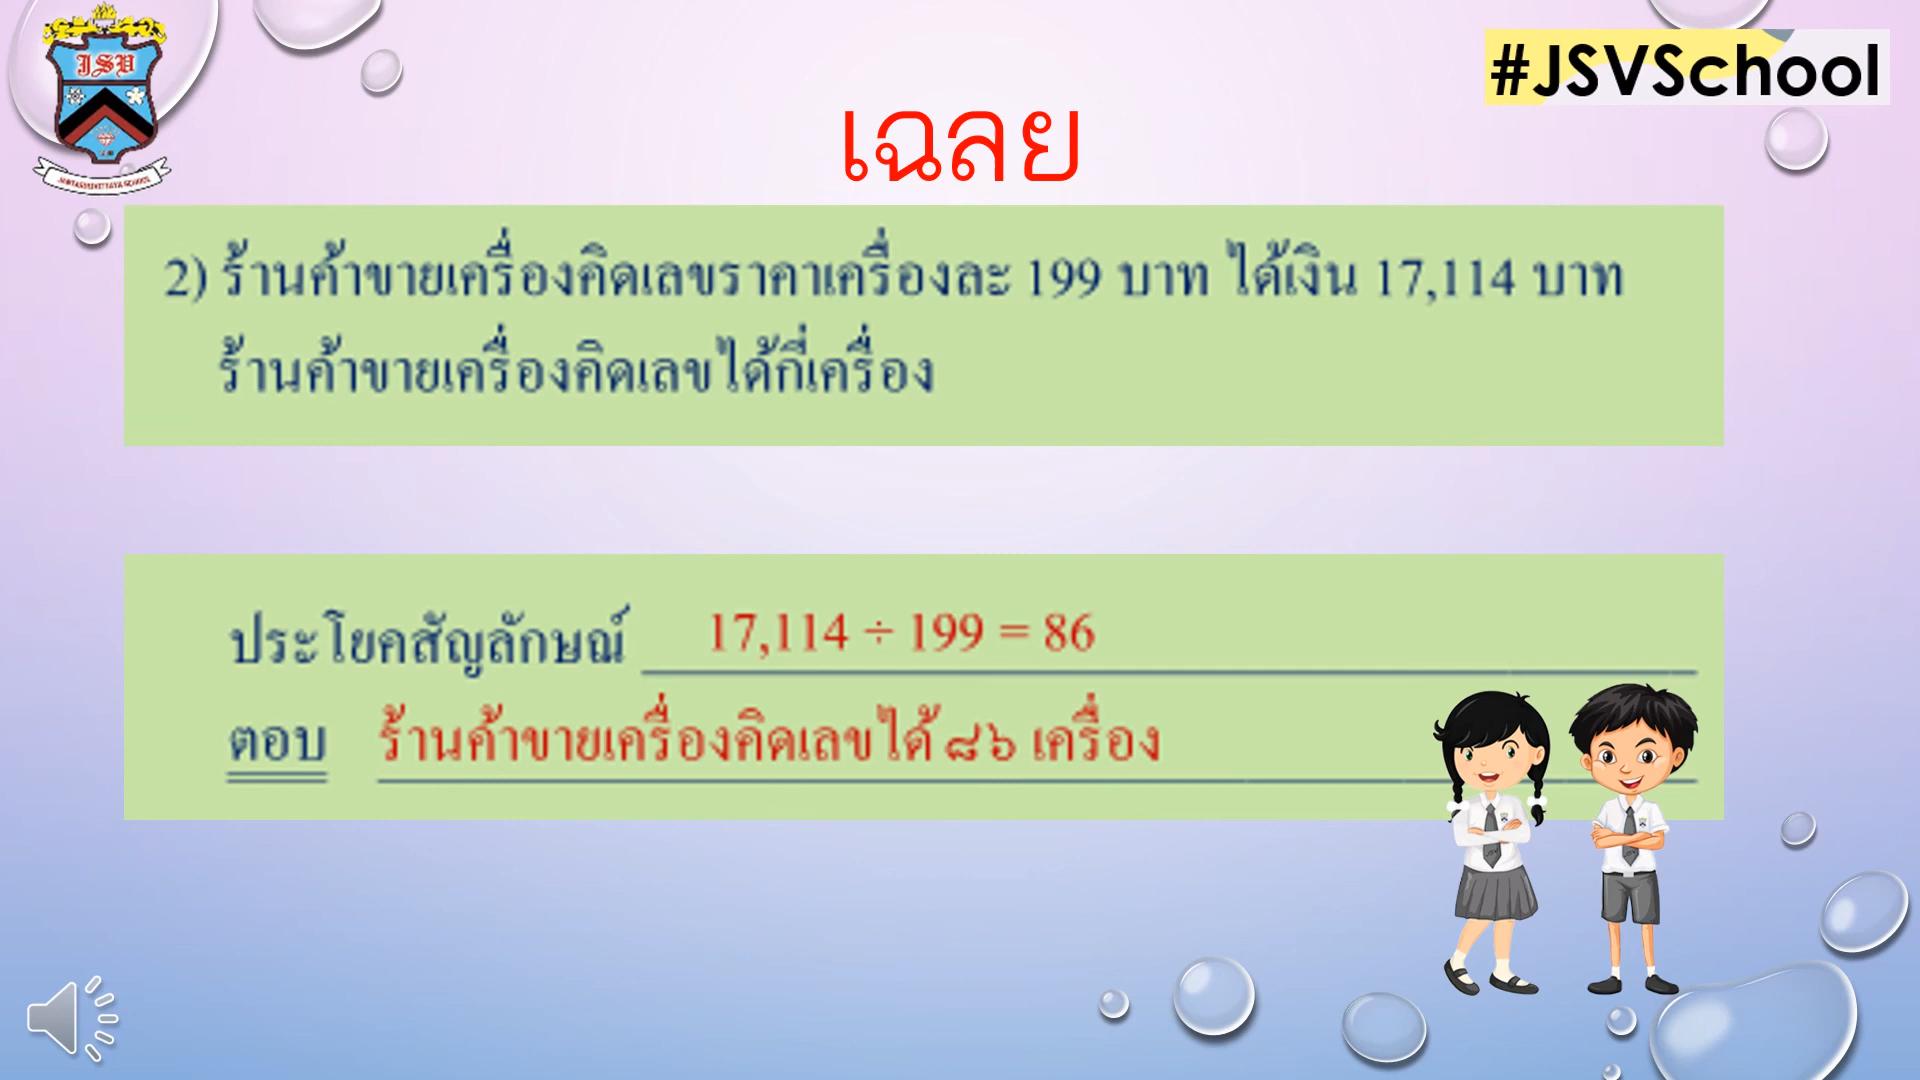 JSV
#JSVSchool
เฉลย
2) ร้านค้าขายเครื่องคิดเลขราคาเครื่องละ 199 บาท ได้เงิน 17,114 บาท
ร้านค้าขายเครื่องคิดเลขได้กี่เครื่อง
ประโยคสัญลักษณ์ 17,114 ÷ 199 = 86
ตอบ ร้านค้าขายเครื่องคิดเลขได้ ๘๖ เครื่อง